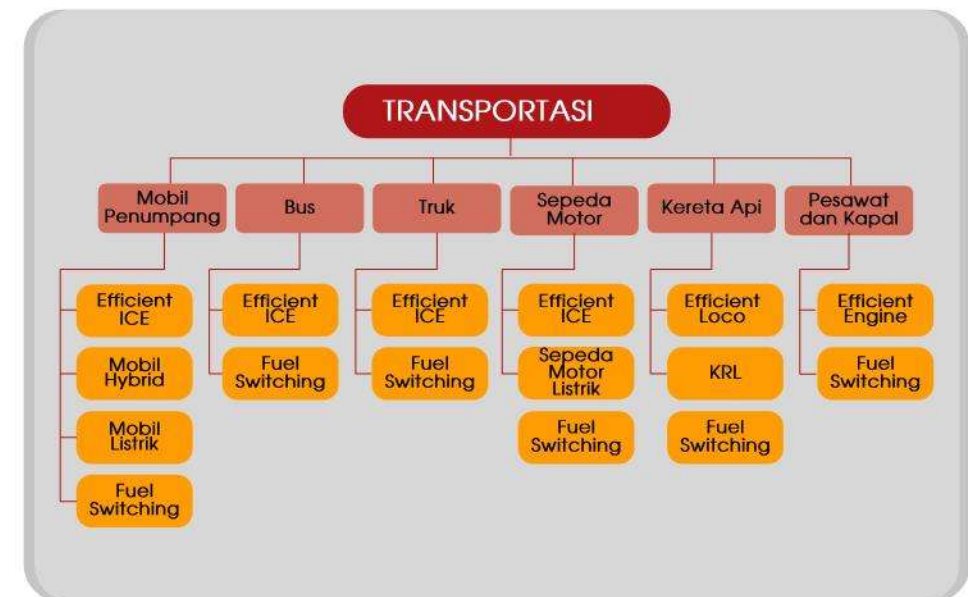 TRANSPORTASI
Mobil
Penumpang
Bus
Truk
Sepeda
Motor
Kereta Api
Pesawat
dan Kapal
Efficient
ICE
Mobil
Hybrid
Mobil
Listrik
Fuel
Switching
Efficient
ICE
Fuel
Switching
Efficient
ICE
Fuel
Switching
Efficient
ICE
Sepeda
Motor
Listrik
Fuel
Switching
Efficient
Loco
KRL
Fuel
Switching
Efficient
Engine
Fuel
Switching